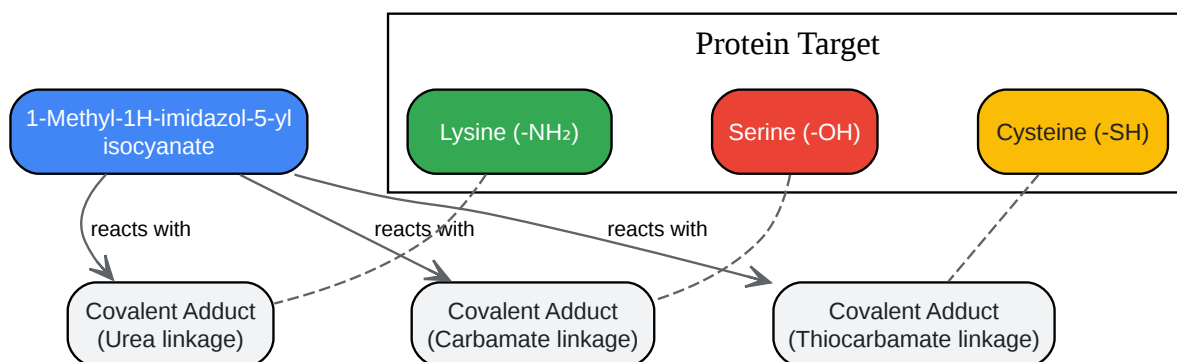 Protein Target
1-Methyl-1H-imidazol-5-yl
isocyanate
Lysine (-NH₂)
Serine (-OH)
Cysteine (-SH)
reacts with
reacts with
reacts with
Covalent Adduct
(Urea linkage)
Covalent Adduct
(Carbamate linkage)
Covalent Adduct
(Thiocarbamate linkage)